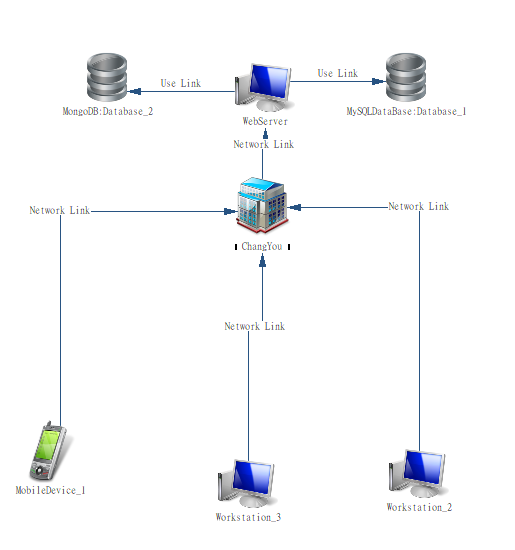 Use Link
Use Link
MongoDB:Database_2
WebServer
MySQLDataBase:Database_1
Network Link
Network Link
Network Link
ChangYou
Network Link
MobileDevice_1
Workstation_3
Workstation_2